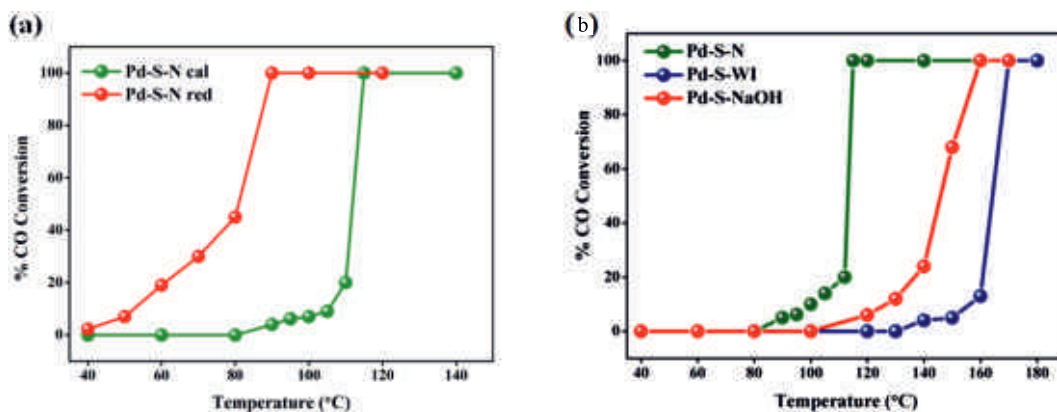 (a)
Pd-S-N cal
Pd-S-N red
% CO Conversion
100
80
60
40
20
0
40 60 80 100 120 140
Temperature (°C)
(b)
Pd-S-N
Pd-S-WI
Pd-S-NaOH
% CO Conversion
100
80
60
40
20
0
40 60 80 100 120 140 160 180
Temperature (°C)